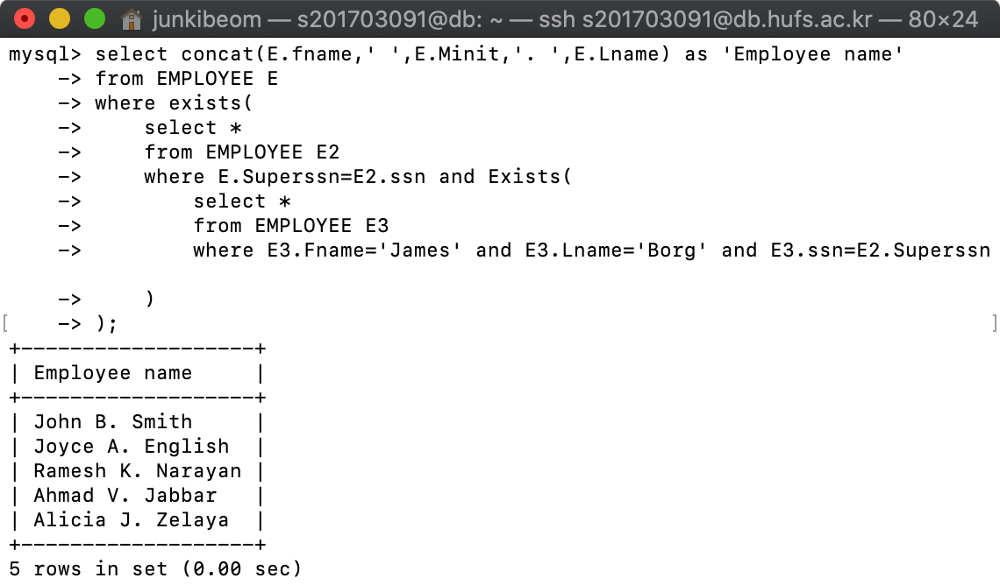 junkibeom — s201703091@db: ~ — ssh s201703091@db.hufs.ac.kr — 80×24
mysql> select concat(E.fname,' ',E.Minit,'. ',E.Lname) as 'Employee name'
    -> from EMPLOYEE E
    -> where exists(
    ->     select *
    ->     from EMPLOYEE E2
    ->     where E.Superssn=E2.ssn and Exists(
    ->         select *
    ->         from EMPLOYEE E3
    ->         where E3.Fname='James' and E3.Lname='Borg' and E3.ssn=E2.Superssn
    ->     )
[    -> ); ]
+-------------------+
| Employee name     |
+-------------------+
| John B. Smith     |
| Joyce A. English  |
| Ramesh K. Narayan |
| Ahmad V. Jabbar   |
| Alicia J. Zelaya  |
+-------------------+
5 rows in set (0.00 sec)